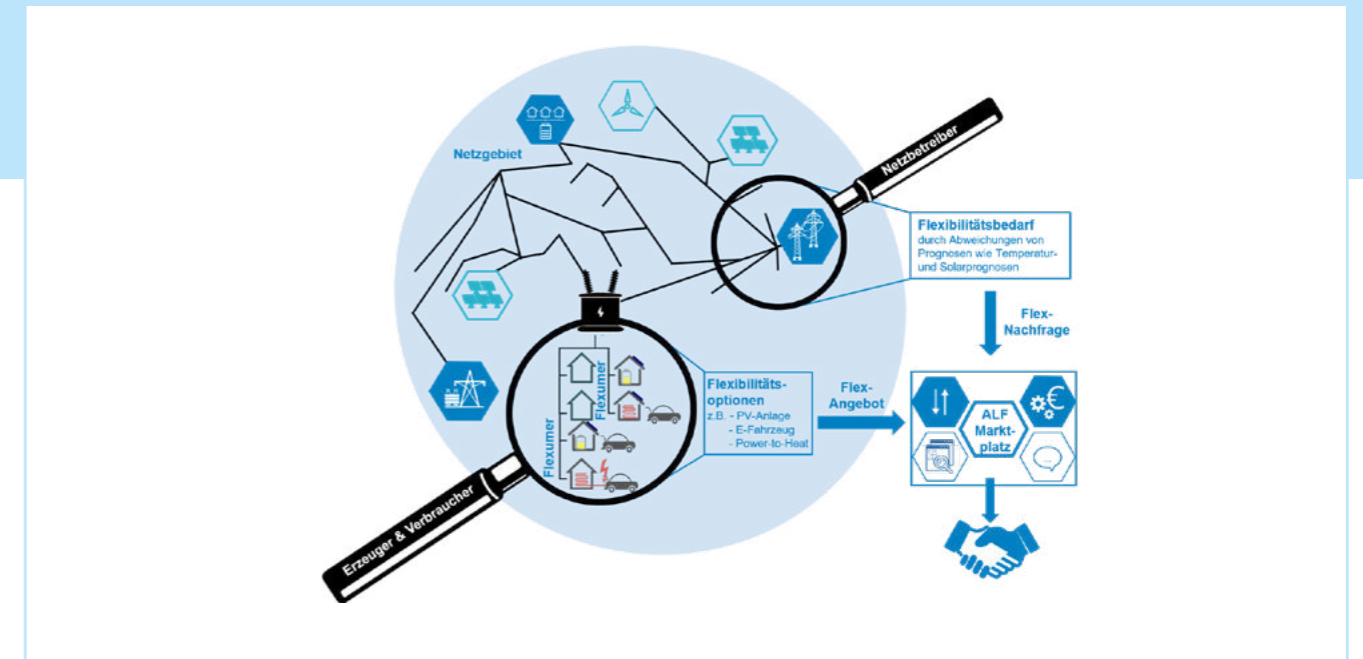 Netzgebiet
Netzbetreiber
Flexibilitätsbedarf
durch Abweichungen von
Prognosen wie Temperatur-
und Solarprognosen
Flex-
Nachfrage
Flexumer
Flexumer
Flexibilitäts-
optionen
z.B. - PV-Anlage
- E-Fahrzeug
- Power-to-Heat
Flex-
Angebot
ALF
Markt-
platz
€
Erzeuger & Verbraucher